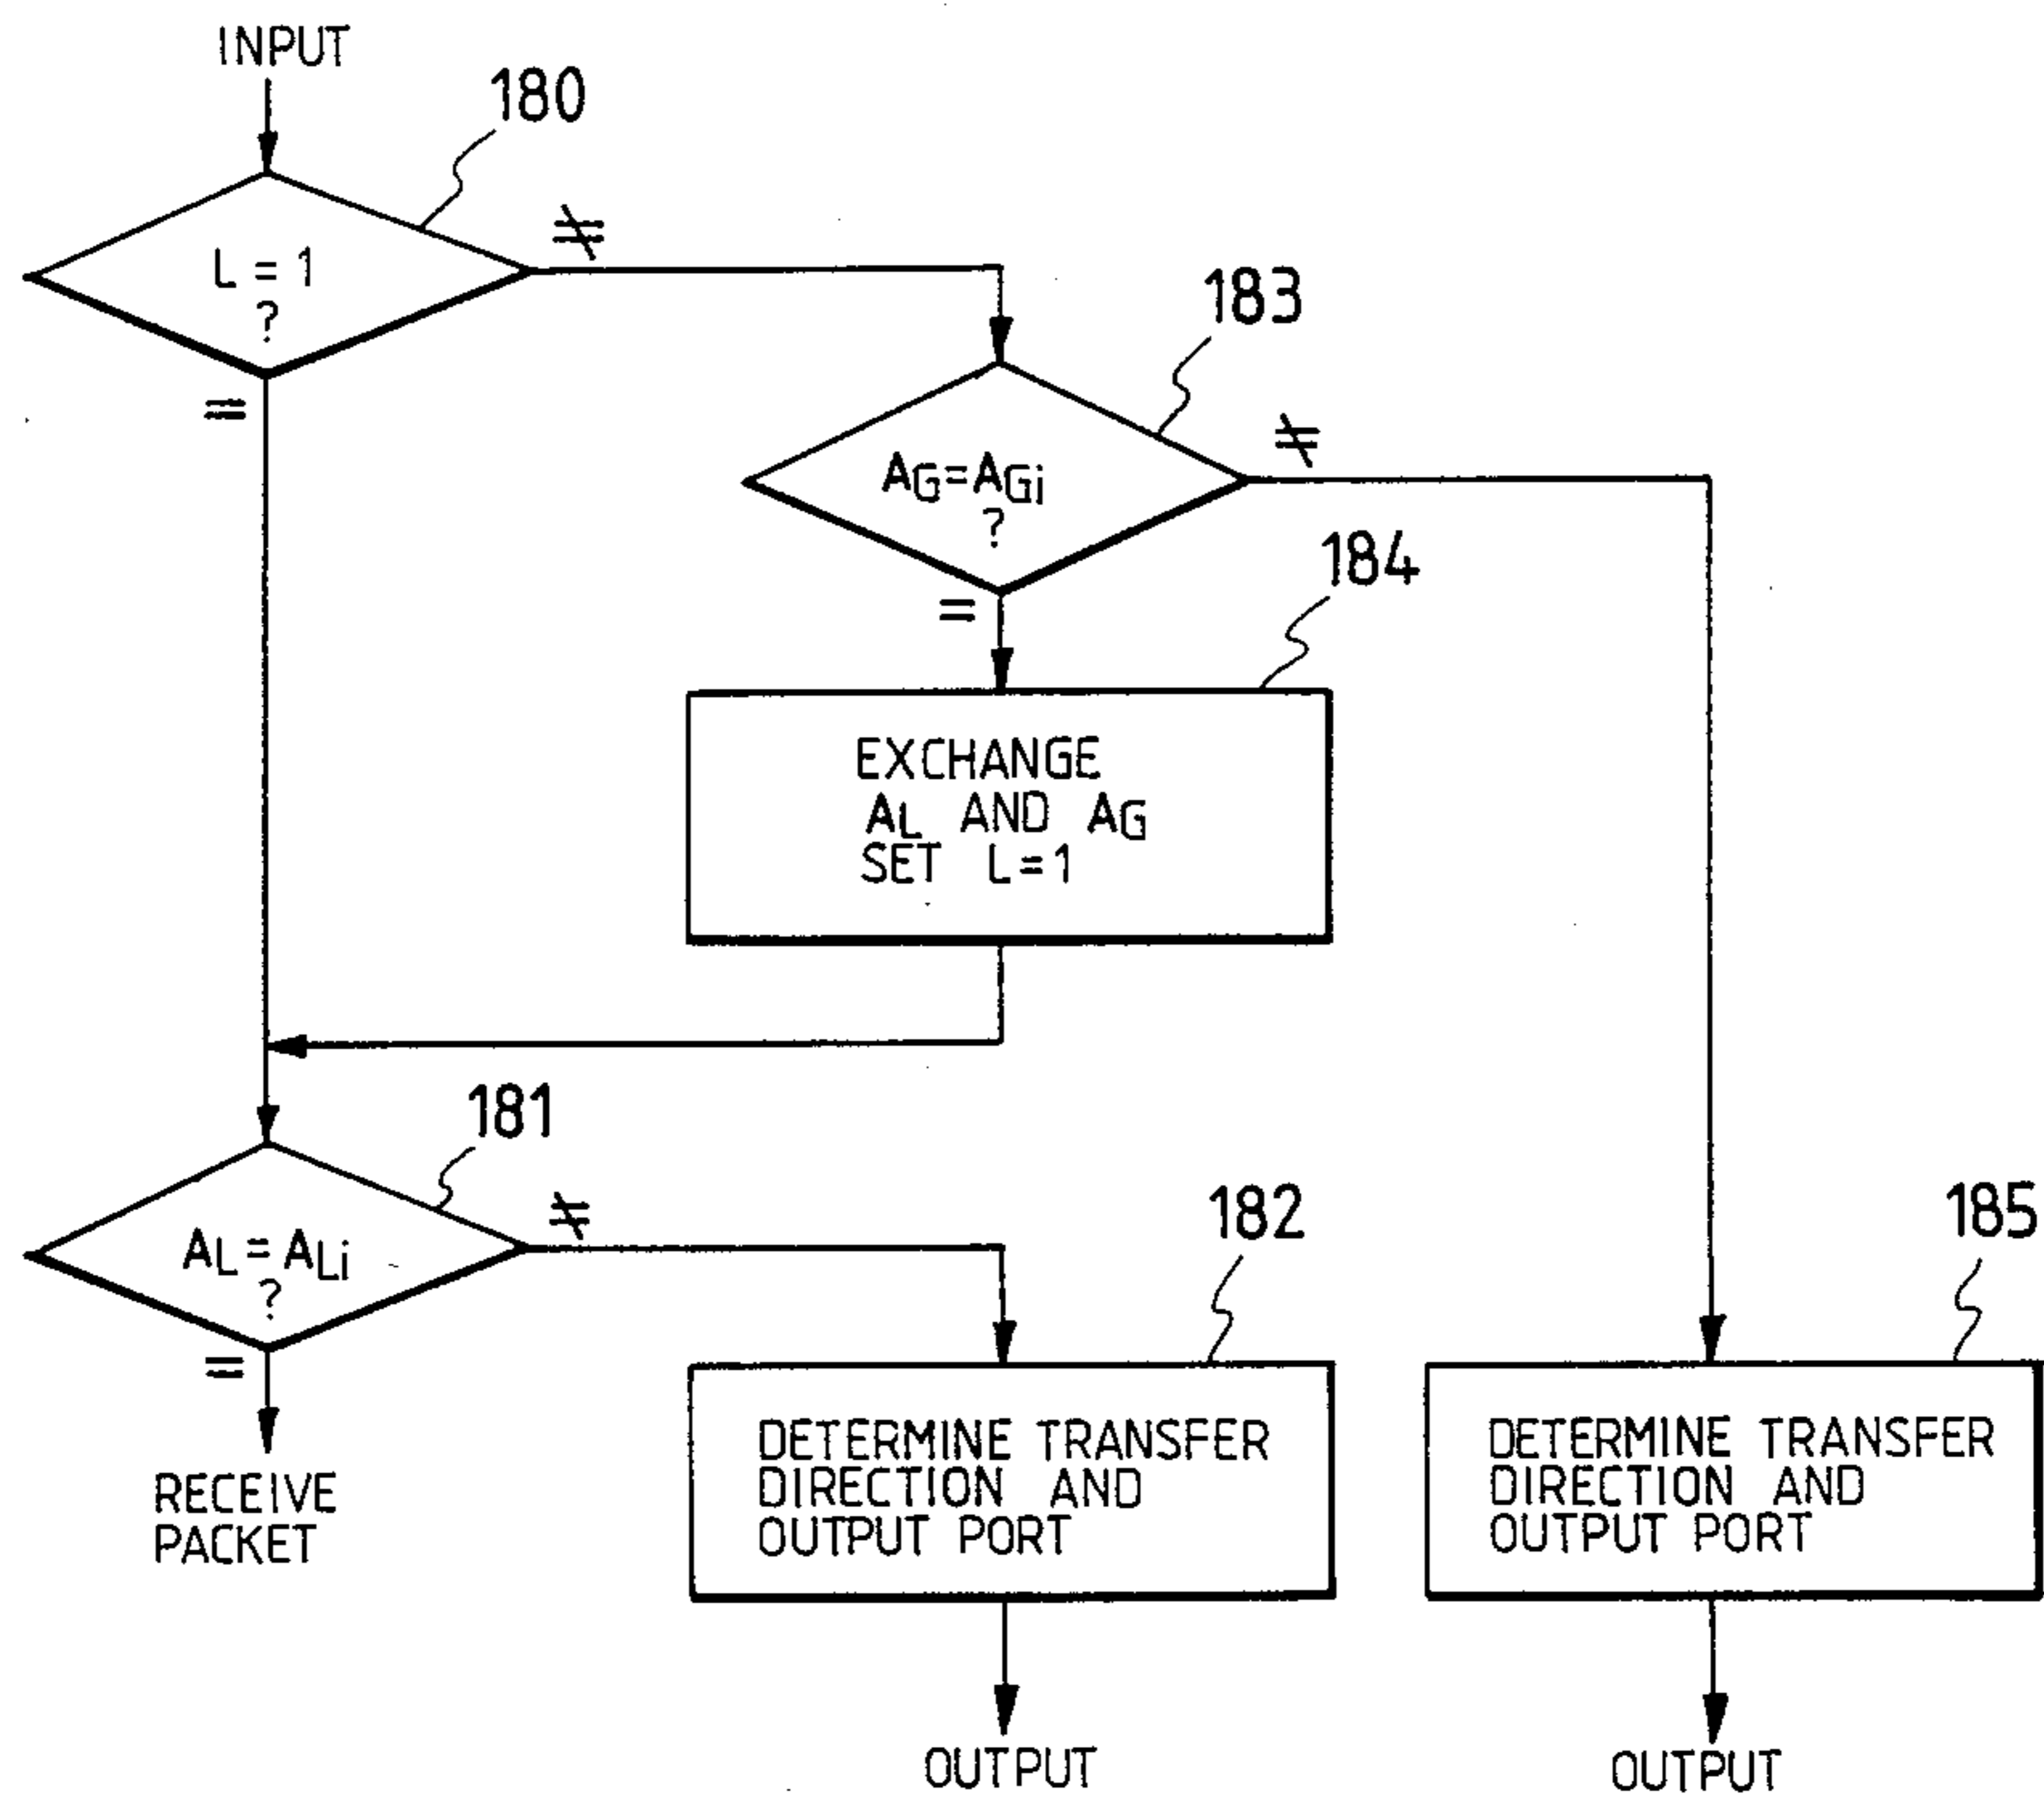 INPUT
180
L = 1
?
≠
=
183
AG=AGi
?
≠
=
184
EXCHANGE
AL AND AG
SET L=1
181
AL=ALi
?
≠
=
RECEIVE
PACKET
182
DETERMINE TRANSFER
DIRECTION AND
OUTPUT PORT
OUTPUT
185
DETERMINE TRANSFER
DIRECTION AND
OUTPUT PORT
OUTPUT